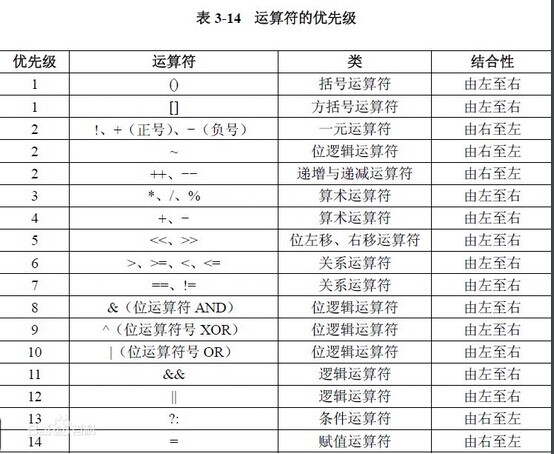 表 3-14 运算符的优先级
优先级 运算符 类 结合性
1 () 括号运算符 由左至右
1 [] 方括号运算符 由左至右
2 !、+（正号）、−（负号） 一元运算符 由右至左
2 ~ 位逻辑运算符 由右至左
2 ++、−− 递增与递减运算符 由右至左
3 *、/、% 算术运算符 由左至右
4 +、− 算术运算符 由左至右
5 <<、>> 位左移、右移运算符 由左至右
6 >、>=、<、<= 关系运算符 由左至右
7 ==、!= 关系运算符 由左至右
8 &（位运算符 AND） 位逻辑运算符 由左至右
9 ^（位运算符号 XOR） 位逻辑运算符 由左至右
10 |（位运算符号 OR） 位逻辑运算符 由左至右
11 && 逻辑运算符 由左至右
12 || 逻辑运算符 由左至右
13 ?: 条件运算符 由右至左
14 = 赋值运算符 由右至左